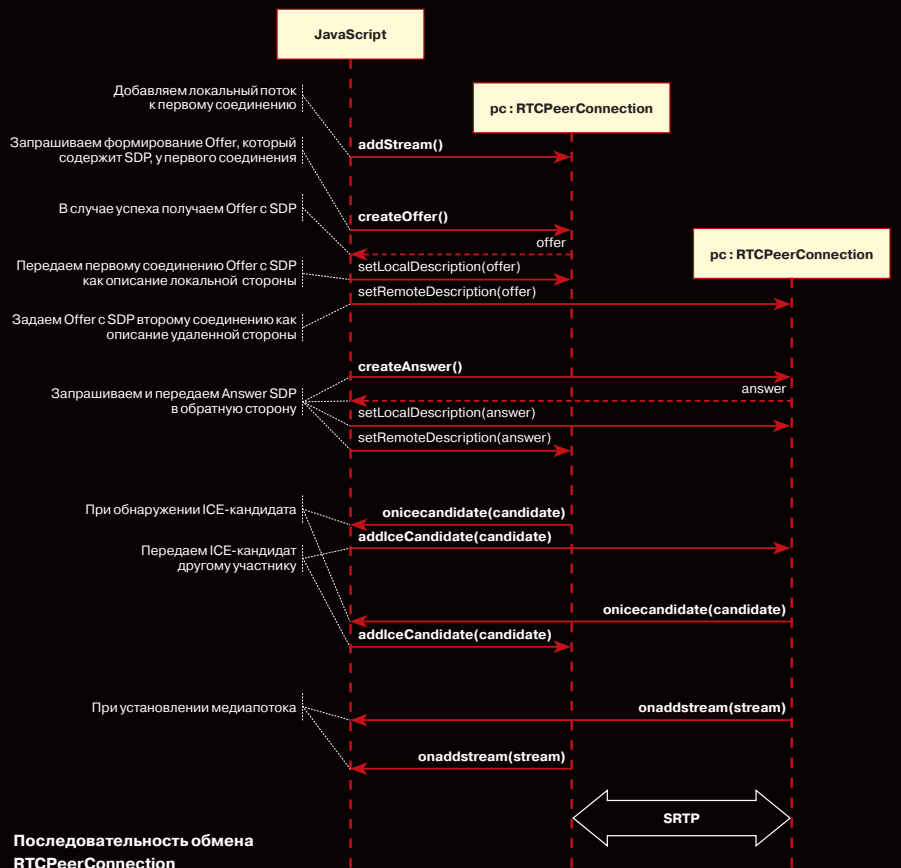 JavaScript
Добавляем локальный поток
к первому соединению
pc : RTCPeerConnection
addStream()
Запрашиваем формирование Offer, который
содержит SDP, у первого соединения
В случае успеха получаем Offer с SDP
createOffer()
offer
pc : RTCPeerConnection
Передаем первому соединению Offer с SDP
как описание локальной стороны
setLocalDescription(offer)
setRemoteDescription(offer)
Задаем Offer с SDP второму соединению как
описание удаленной стороны
createAnswer()
answer
Запрашиваем и передаем Answer SDP
в обратную сторону
setLocalDescription(answer)
setRemoteDescription(answer)
При обнаружении ICE-кандидата
onicecandidate(candidate)
addIceCandidate(candidate)
Передаем ICE-кандидат
другому участнику
onicecandidate(candidate)
addIceCandidate(candidate)
При установлении медиапотока
onaddstream(stream)
onaddstream(stream)
SRTP
Последовательность обмена
RTCPeerConnection